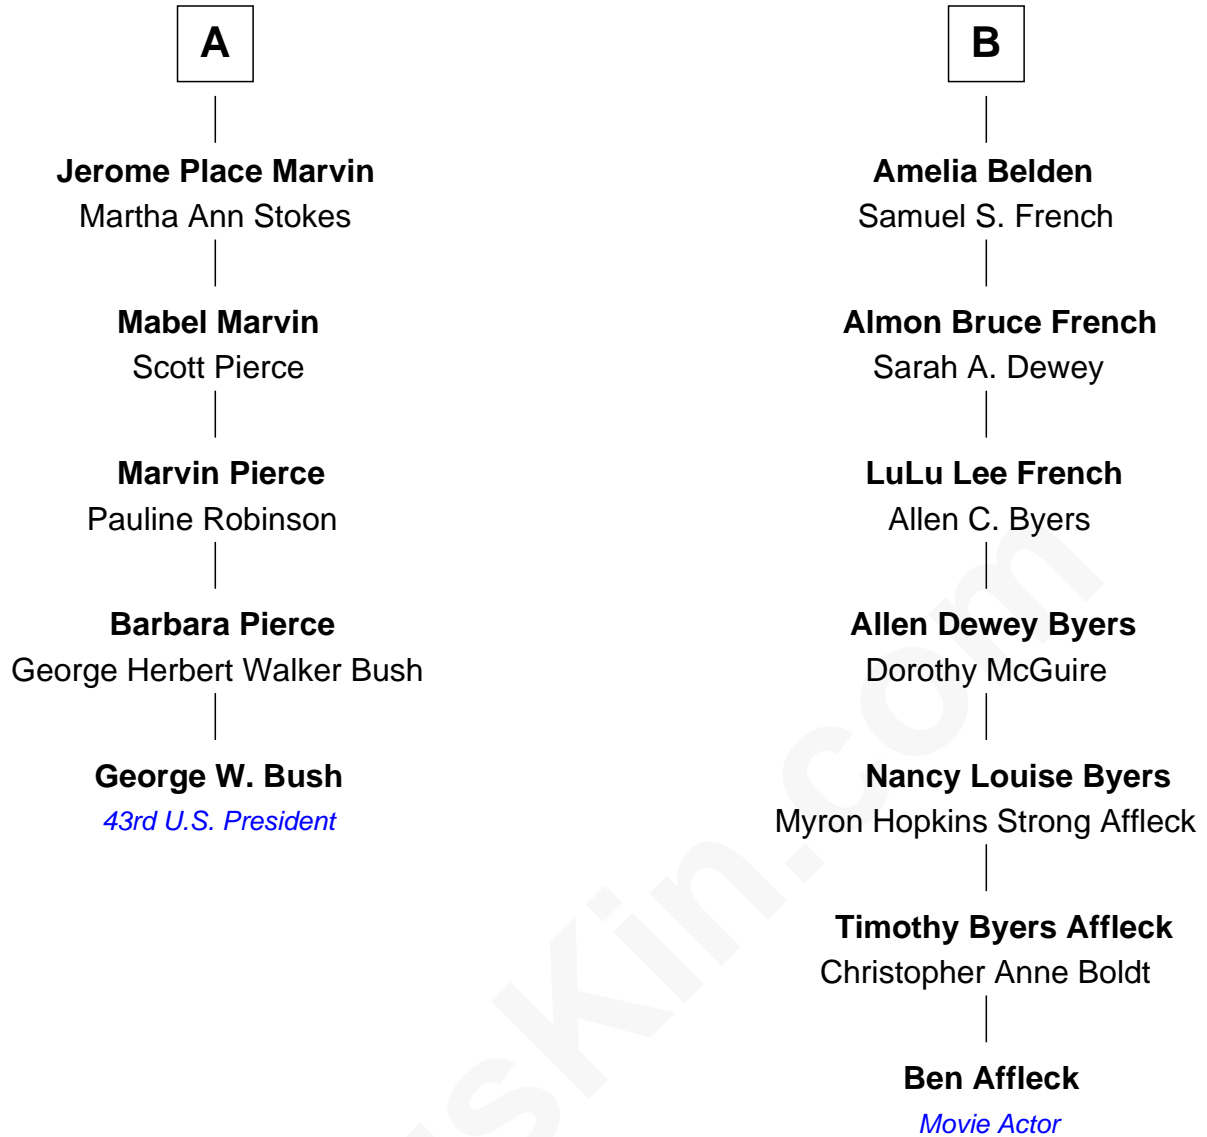 A
Jerome Place Marvin
Martha Ann Stokes
Mabel Marvin
Scott Pierce
Marvin Pierce
Pauline Robinson
Barbara Pierce
George Herbert Walker Bush
George W. Bush
43rd U.S. President
B
Amelia Belden
Samuel S. French
Almon Bruce French
Sarah A. Dewey
LuLu Lee French
Allen C. Byers
Allen Dewey Byers
Dorothy McGuire
Nancy Louise Byers
Myron Hopkins Strong Affleck
Timothy Byers Affleck
Christopher Anne Boldt
Ben Affleck
Movie Actor
usKin.com